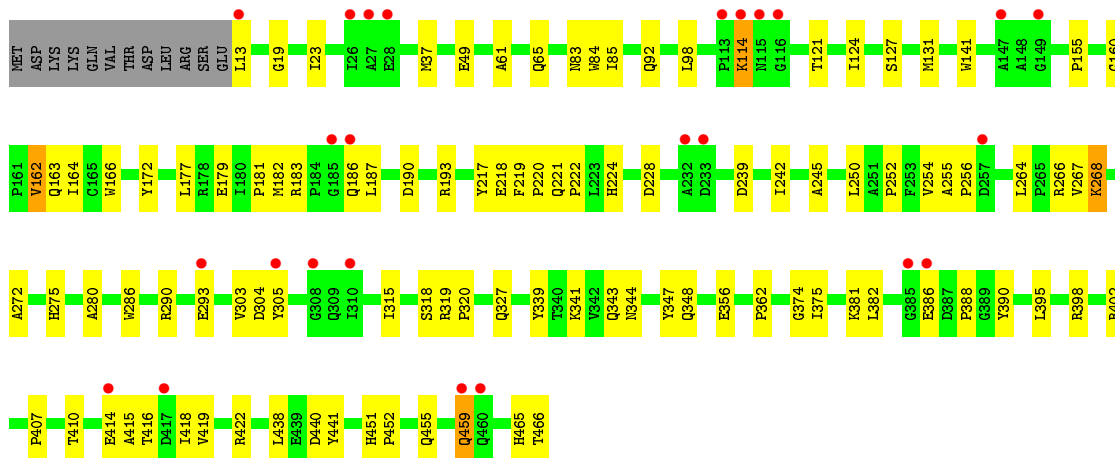 MET ASP LYS LYS GLN VAL THR ASP LEU ARG SER GLU L13 G19 I23 I26 A27 E28 M37 E49 A61 Q65 N83 W84 I85 Q92 L98 P113 K114 N115 G116 T121 I124 S127 M131 W141 A147 A148 G149 P155 G160
P161 V162 Q163 I164 C165 W166 Y172 L177 R178 E179 I180 P181 M182 R183 P184 G185 Q186 L187 D190 R193 Y217 E218 F219 P220 Q221 P222 L223 H224 D228 A232 D233 D239 I242 A245 L250 A251 P252 F253 V254 A255 P256 D257 L264 P265 R266 V267 K268
A272 H275 A280 W286 R290 E293 V303 D304 Y305 G308 Q309 I310 I315 S318 R319 P320 Q327 Y339 T340 K341 V342 Q343 N344 Y347 Q348 E356 P362 G374 I375 K381 L382 G385 E386 D387 P388 G389 Y390 L395 R398
P407 T410 E414 A415 T416 D417 I418 V419 R422 L438 E439 D440 Y441 H451 P452 Q455 Q459 Q460 H465 T466